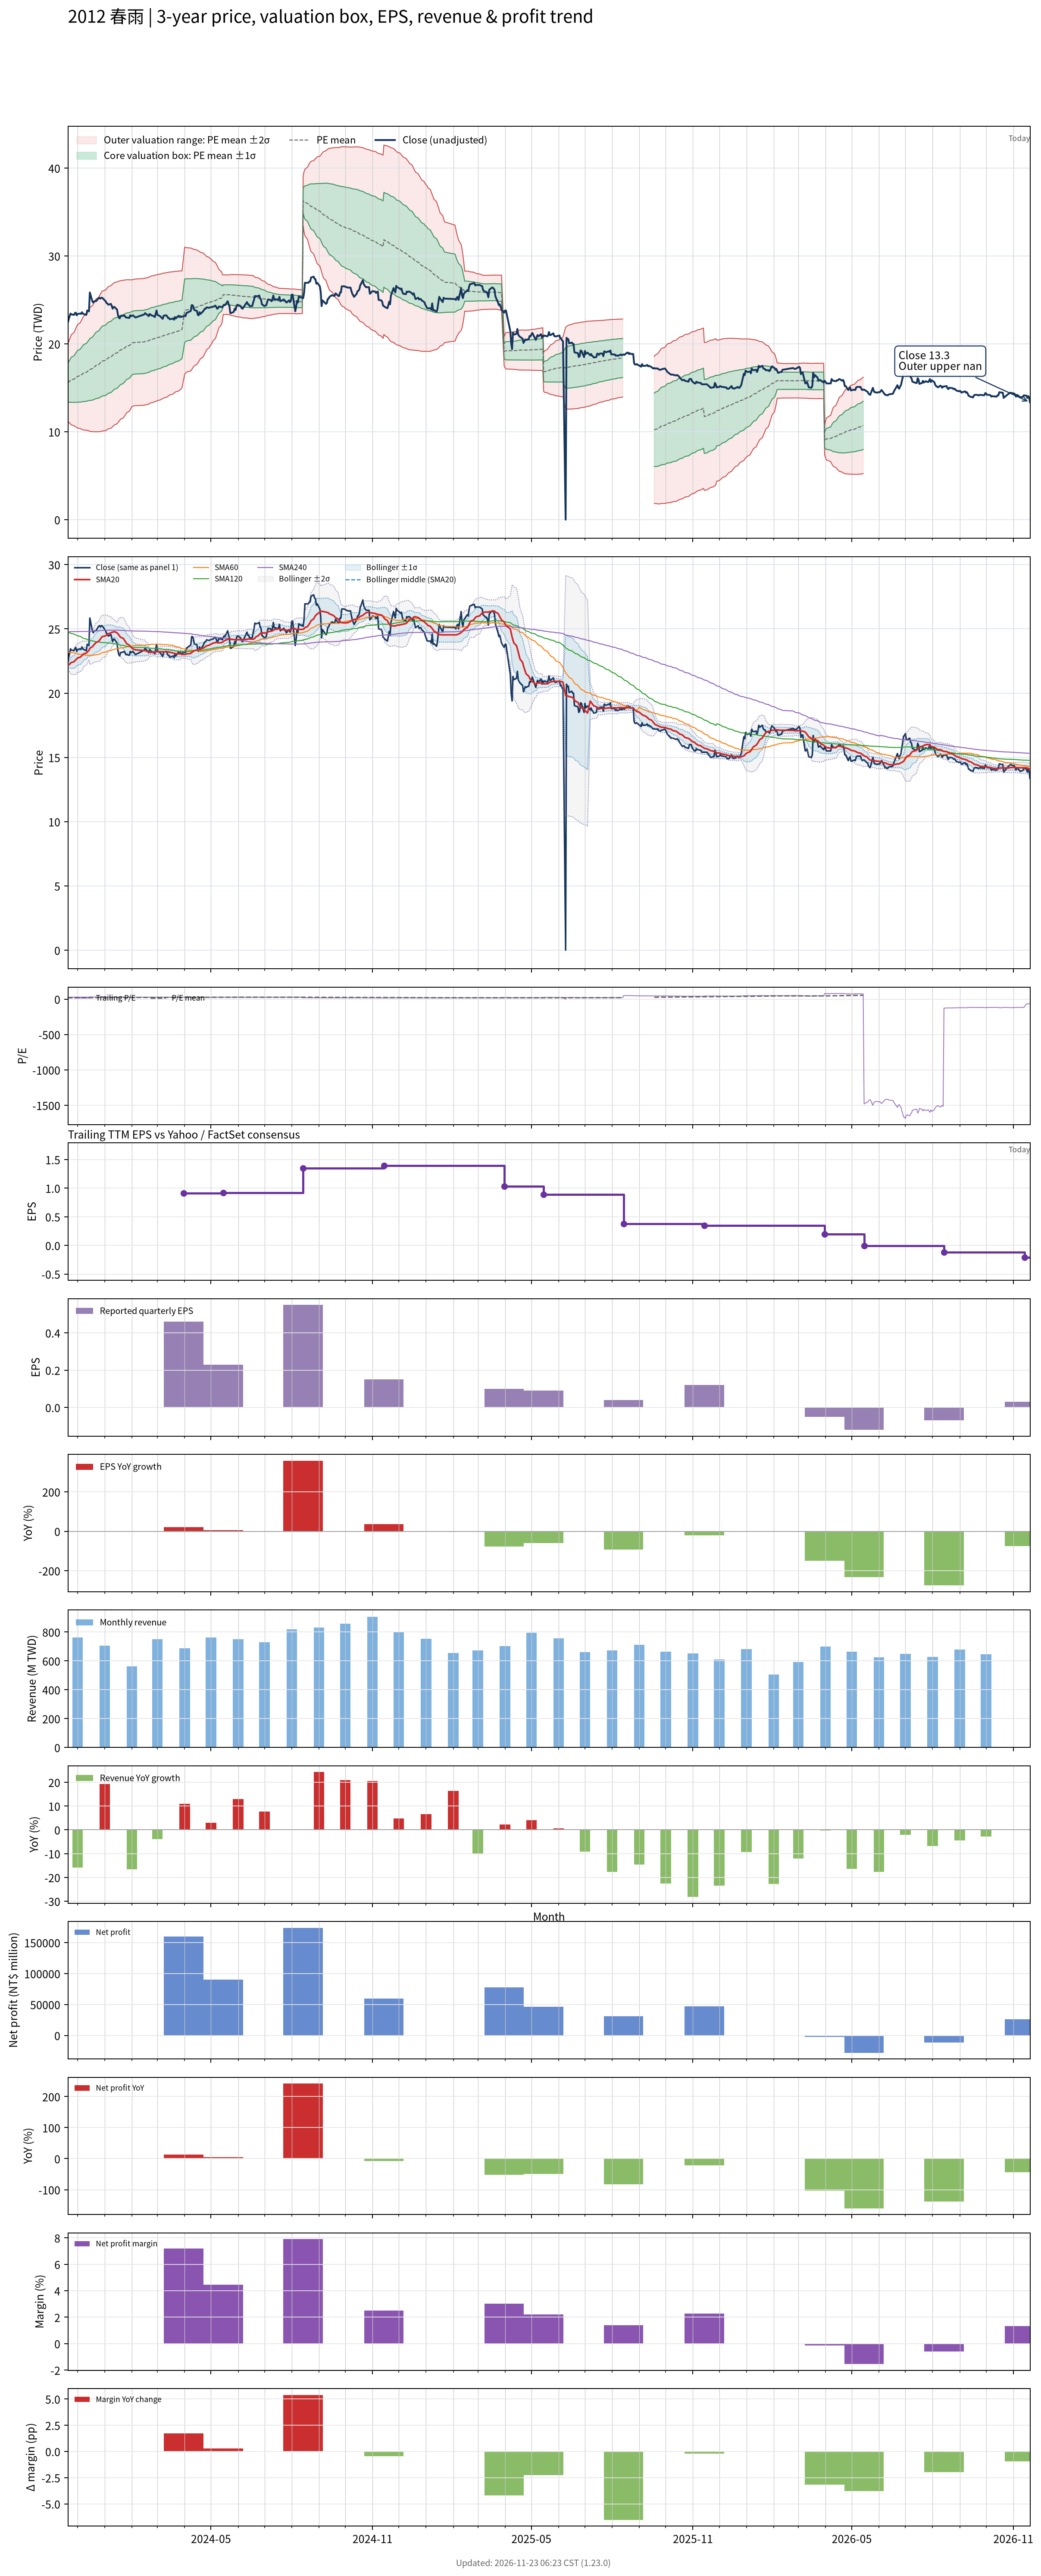 2012 春雨 | 3-year price, valuation box, EPS, revenue & profit trend
Outer valuation range: PE mean ±2σ
Core valuation box: PE mean ±1σ
PE mean
Close (unadjusted)
Today
Price (TWD)
40
30
20
10
0
Close 13.3
Outer upper nan
Close (same as panel 1)
SMA20
SMA60
SMA120
SMA240
Bollinger ±2σ
Bollinger ±1σ
Bollinger middle (SMA20)
Price
30
25
20
15
10
5
0
Trailing P/E
P/E mean
P/E
0
-500
-1000
-1500
Trailing TTM EPS vs Yahoo / FactSet consensus
Today
EPS
1.5
1.0
0.5
0.0
-0.5
Reported quarterly EPS
EPS
0.4
0.2
0.0
EPS YoY growth
YoY (%)
200
0
-200
Monthly revenue
Revenue (M TWD)
800
600
400
200
0
Revenue YoY growth
YoY (%)
20
10
0
-10
-20
-30
Month
Net profit
Net profit (NT$ million)
150000
100000
50000
0
Net profit YoY
YoY (%)
200
100
0
-100
Net profit margin
Margin (%)
8
6
4
2
0
-2
Margin YoY change
Δ margin (pp)
5.0
2.5
0.0
-2.5
-5.0
2024-05
2024-11
2025-05
2025-11
2026-05
2026-11
Updated: 2026-11-23 06:23 CST (1.23.0)